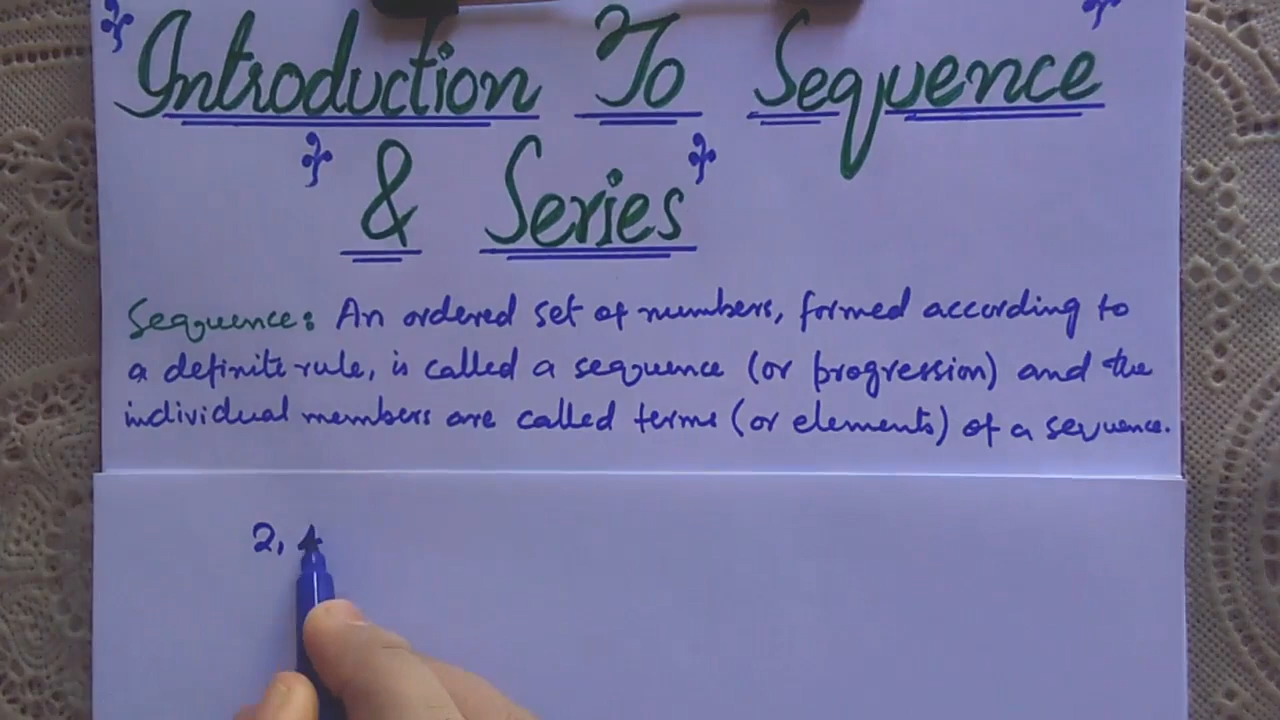 Introduction To Sequence
& Series
Sequence: An ordered set of numbers, formed according to
a definite rule, is called a sequence (or progression) and the
individual members are called terms (or elements) of a sequence.
2,